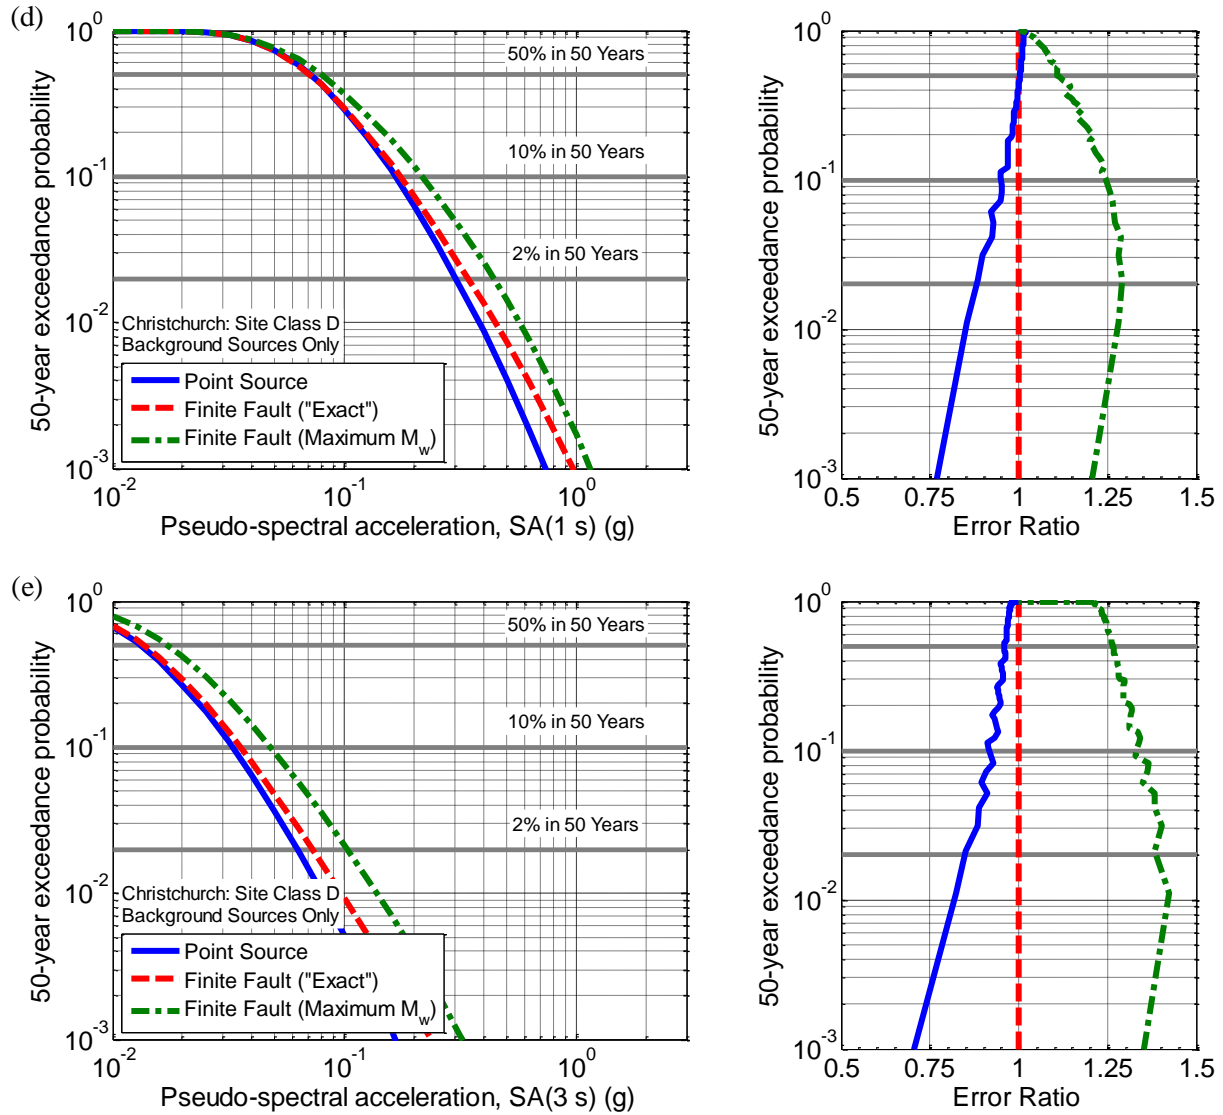 (d)
10^0
10^-1
10^-2
10^-3
50-year exceedance probability
50% in 50 Years
10% in 50 Years
2% in 50 Years
Christchurch: Site Class D
Background Sources Only
Point Source
Finite Fault ("Exact")
Finite Fault (Maximum M_w)
10^-2
10^-1
10^0
Pseudo-spectral acceleration, SA(1 s) (g)
10^0
10^-1
10^-2
10^-3
50-year exceedance probability
0.5
0.75
1
1.25
1.5
Error Ratio
(e)
10^0
10^-1
10^-2
10^-3
50-year exceedance probability
50% in 50 Years
10% in 50 Years
2% in 50 Years
Christchurch: Site Class D
Background Sources Only
Point Source
Finite Fault ("Exact")
Finite Fault (Maximum M_w)
10^-2
10^-1
10^0
Pseudo-spectral acceleration, SA(3 s) (g)
10^0
10^-1
10^-2
10^-3
50-year exceedance probability
0.5
0.75
1
1.25
1.5
Error Ratio